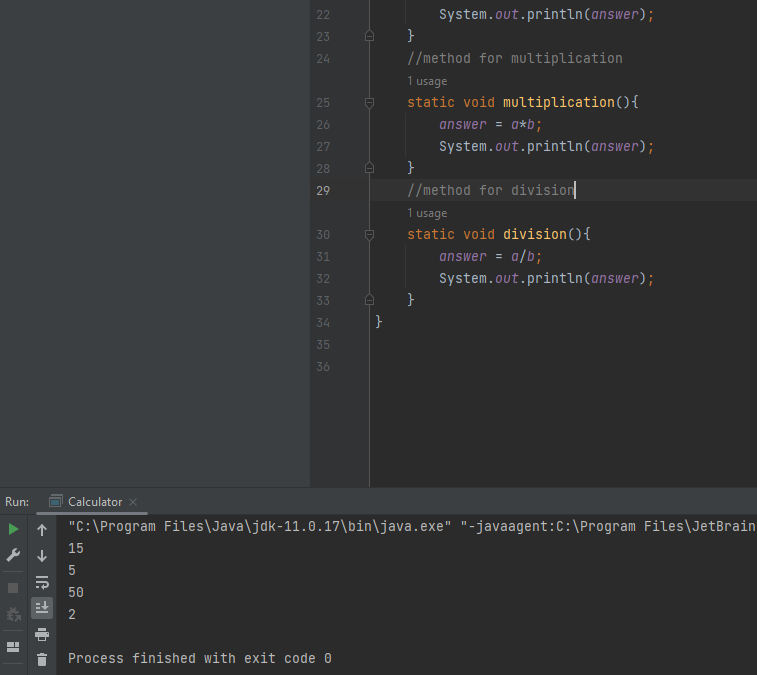 22 System.out.println(answer);
23 }
24 //method for multiplication
1 usage
25 static void multiplication(){
26 answer = a*b;
27 System.out.println(answer);
28 }
29 //method for division
1 usage
30 static void division(){
31 answer = a/b;
32 System.out.println(answer);
33 }
34 }
35
36
Run: Calculator
"C:\Program Files\Java\jdk-11.0.17\bin\java.exe" "-javaagent:C:\Program Files\JetBrain
15
5
50
2
Process finished with exit code 0